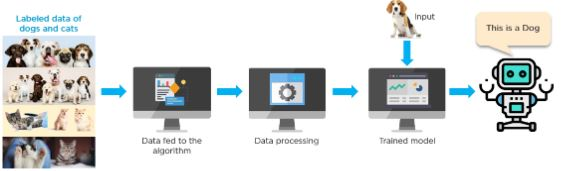 Labeled data of
dogs and cats
Input
This is a Dog
Data fed to the
algorithm
Data processing
Trained model